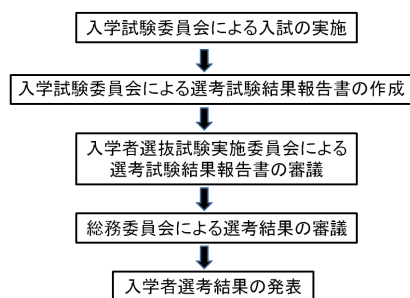 入学試験委員会による入試の実施
入学試験委員会による選考試験結果報告書の作成
入学者選抜試験実施委員会による
選考試験結果報告書の審議
総務委員会による選考結果の審議
入学者選考結果の発表